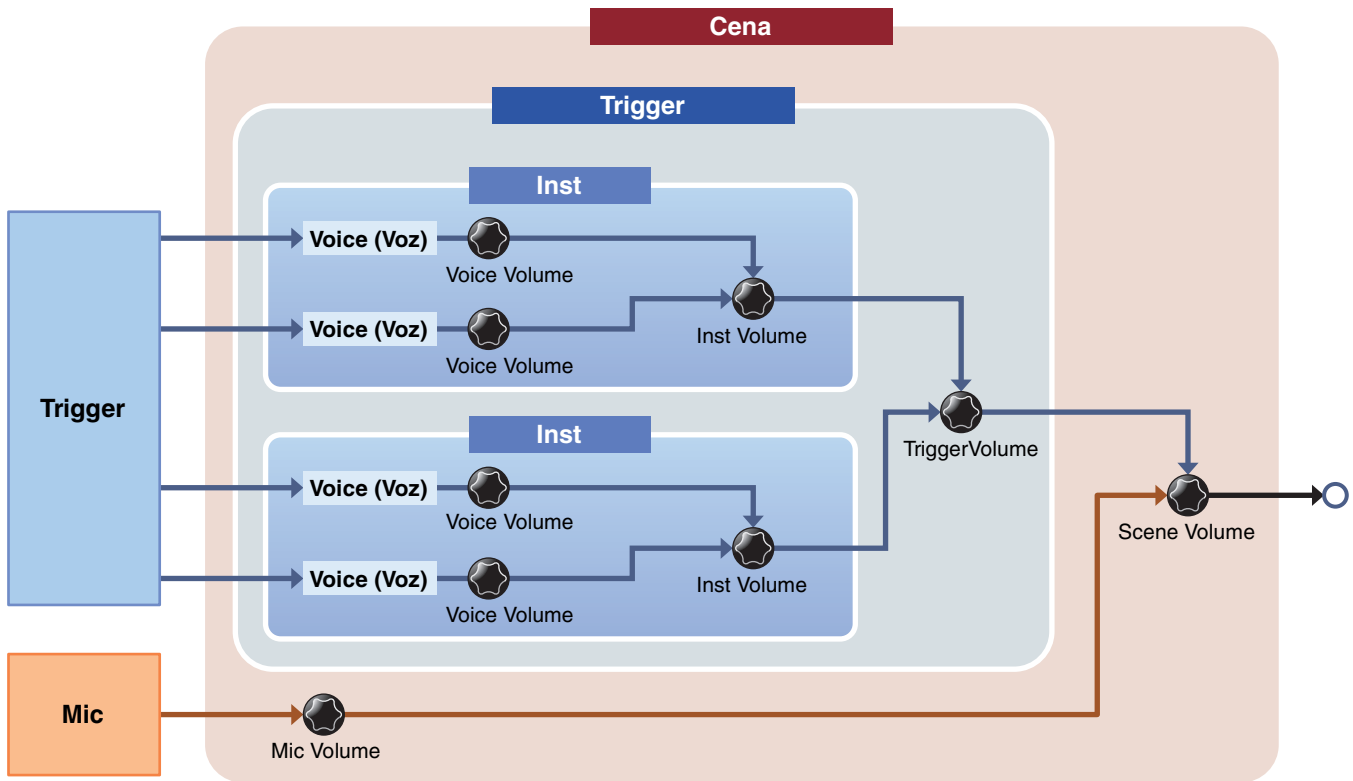 Cena
Trigger
Inst
Voice (Voz)
Voice Volume
Voice (Voz)
Voice Volume
Inst Volume
Trigger
TriggerVolume
Inst
Voice (Voz)
Voice Volume
Voice (Voz)
Voice Volume
Inst Volume
Scene Volume
Mic
Mic Volume